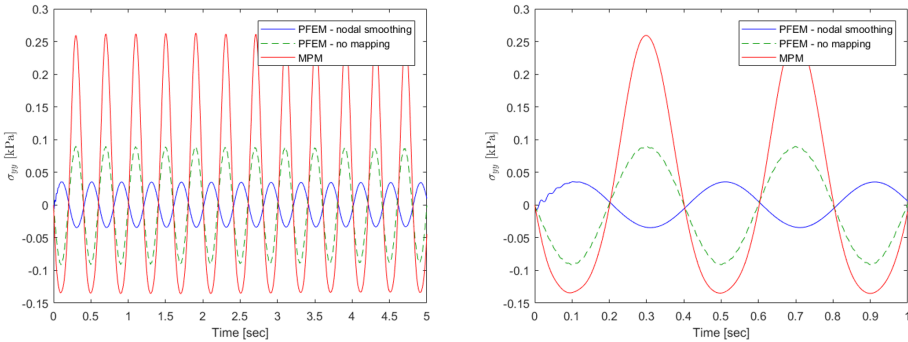 0.3
0.25
0.2
0.15
0.1
0.05
0
-0.05
-0.1
-0.15
σyy [kPa]
PFEM - nodal smoothing
PFEM - no mapping
MPM
0 0.5 1 1.5 2 2.5 3 3.5 4 4.5 5
Time [sec]
0.3
0.25
0.2
0.15
0.1
0.05
0
-0.05
-0.1
-0.15
σyy [kPa]
PFEM - nodal smoothing
PFEM - no mapping
MPM
0 0.1 0.2 0.3 0.4 0.5 0.6 0.7 0.8 0.9 1
Time [sec]